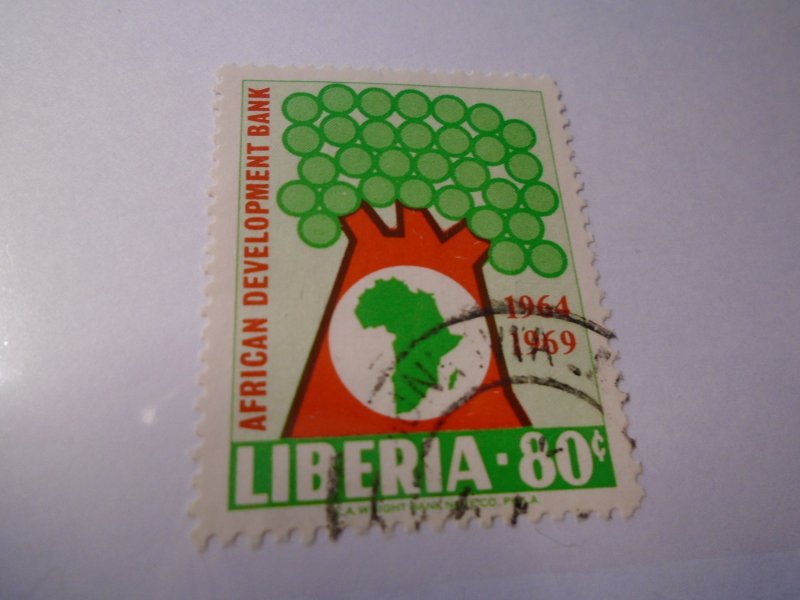 AFRICAN DEVELOPMENT BANK
1964
1969
LIBERIA · 80¢